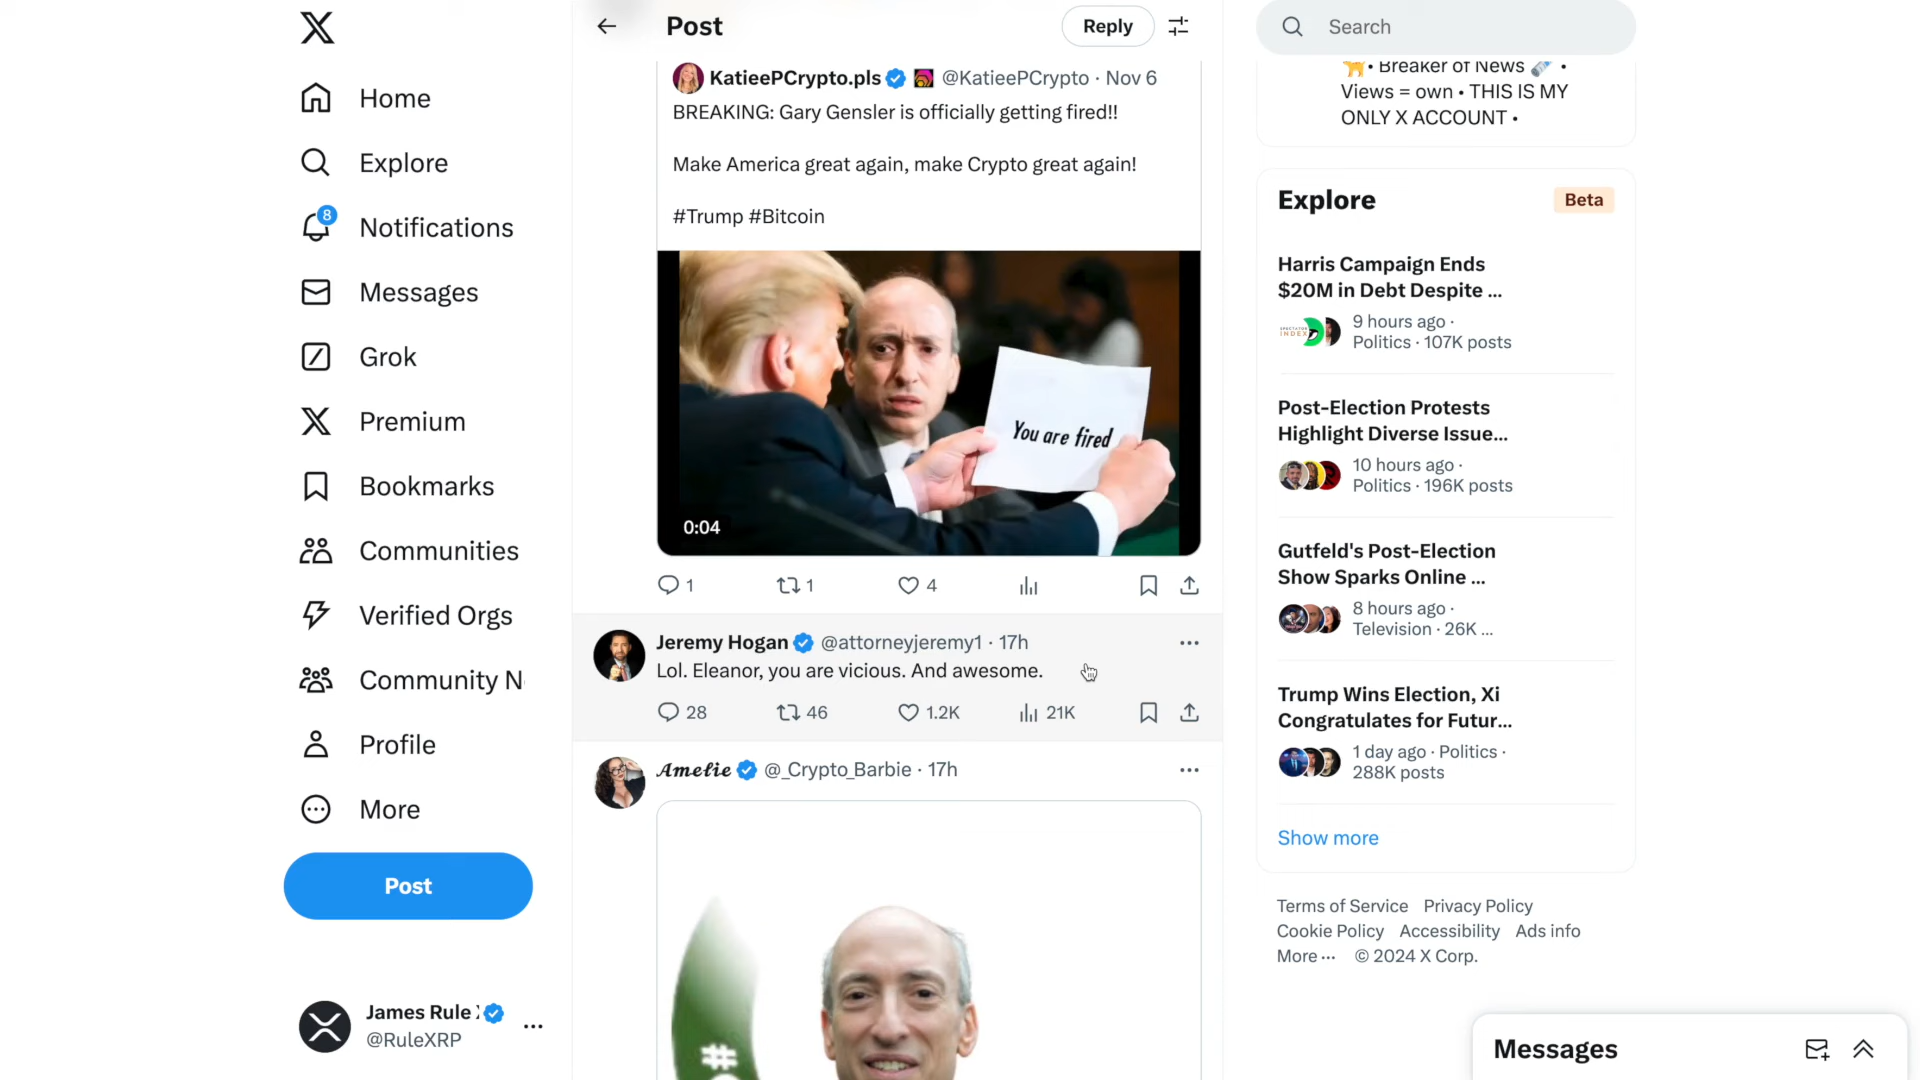 Home
Explore
8
Notifications
Messages
Grok
Premium
Bookmarks
Communities
Verified Orgs
Community N
Profile
More
Post
James Rule
@RuleXRP
Post
Reply
KatieePCrypto.pls @KatieePCrypto · Nov 6
BREAKING: Gary Gensler is officially getting fired!!
Make America great again, make Crypto great again!
#Trump #Bitcoin
You are fired
0:04
1 1 4
Jeremy Hogan @attorneyjeremy1 · 17h
Lol. Eleanor, you are vicious. And awesome.
28 46 1.2K 21K
Amelie @_Crypto_Barbie · 17h
#
Search
• Breaker of News •
Views = own • THIS IS MY
ONLY X ACCOUNT •
Explore
Beta
Harris Campaign Ends
$20M in Debt Despite ...
INDEX
9 hours ago ·
Politics · 107K posts
Post-Election Protests
Highlight Diverse Issue...
10 hours ago ·
Politics · 196K posts
Gutfeld's Post-Election
Show Sparks Online ...
8 hours ago ·
Television · 26K ...
Trump Wins Election, Xi
Congratulates for Futur...
1 day ago · Politics ·
288K posts
Show more
Terms of Service Privacy Policy
Cookie Policy Accessibility Ads info
More ··· © 2024 X Corp.
Messages